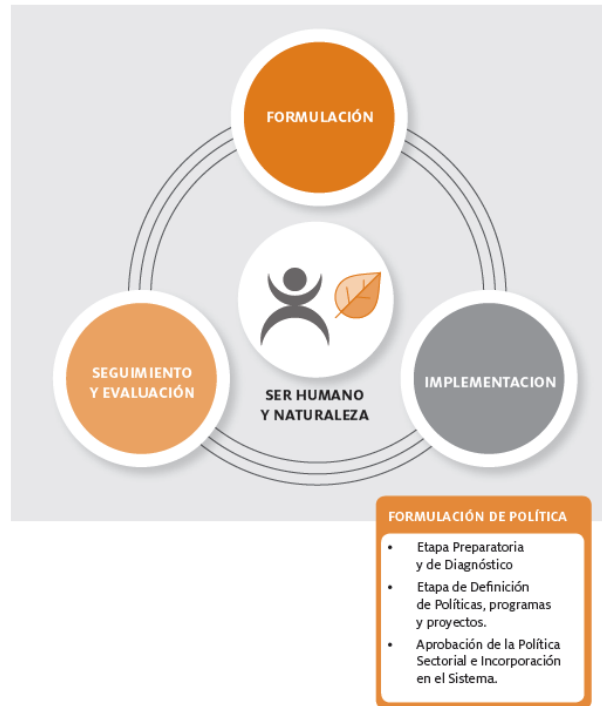 FORMULACIÓN
SEGUIMIENTO
Y EVALUACIÓN
SER HUMANO
Y NATURALEZA
IMPLEMENTACION
FORMULACIÓN DE POLÍTICA
• Etapa Preparatoria
y de Diagnóstico
• Etapa de Definición
de Políticas, programas
y proyectos.
• Aprobación de la Política
Sectorial e Incorporación
en el Sistema.